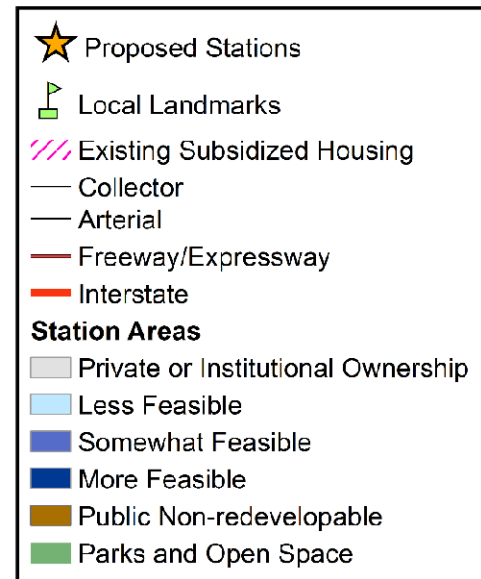 Proposed Stations
Local Landmarks
Existing Subsidized Housing
Collector
Arterial
Freeway/Expressway
Interstate
Station Areas
Private or Institutional Ownership
Less Feasible
Somewhat Feasible
More Feasible
Public Non-redevelopable
Parks and Open Space